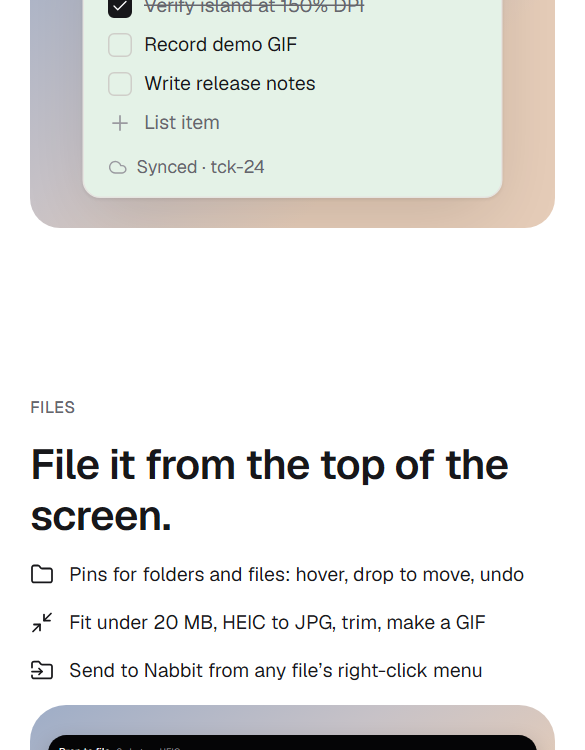 Verify island at 150% DPI
Record demo GIF
Write release notes
List item
Synced · tck-24
FILES
File it from the top of the
screen.
Pins for folders and files: hover, drop to move, undo
Fit under 20 MB, HEIC to JPG, trim, make a GIF
Send to Nabbit from any file’s right-click menu